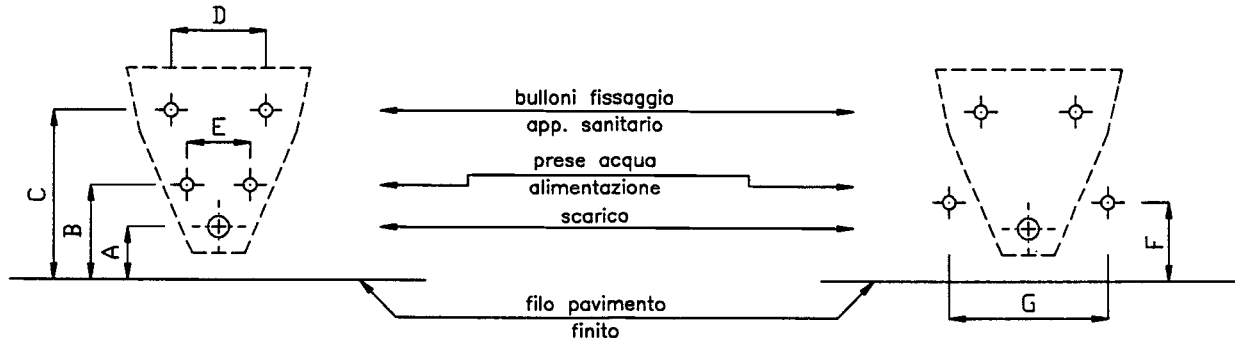 D
bulloni fissaggio
app. sanitario
E
prese acqua
alimentazione
C
B
scarico
A
F
G
filo pavimento
finito